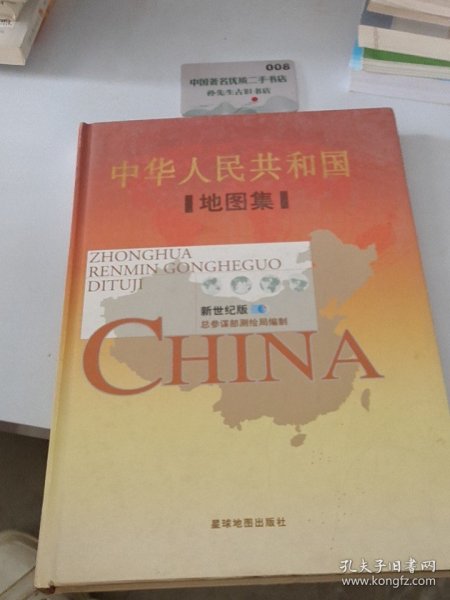 008
中国著名优质二手书店
孙先生古旧书店
中华人民共和国
地图集
ZHONGHUA
RENMIN GONGHEGUO
DITUJI
新世纪版
总参谋部测绘局编制
CHINA
星球地图出版社
孔夫子旧书网
www.kongfz.com